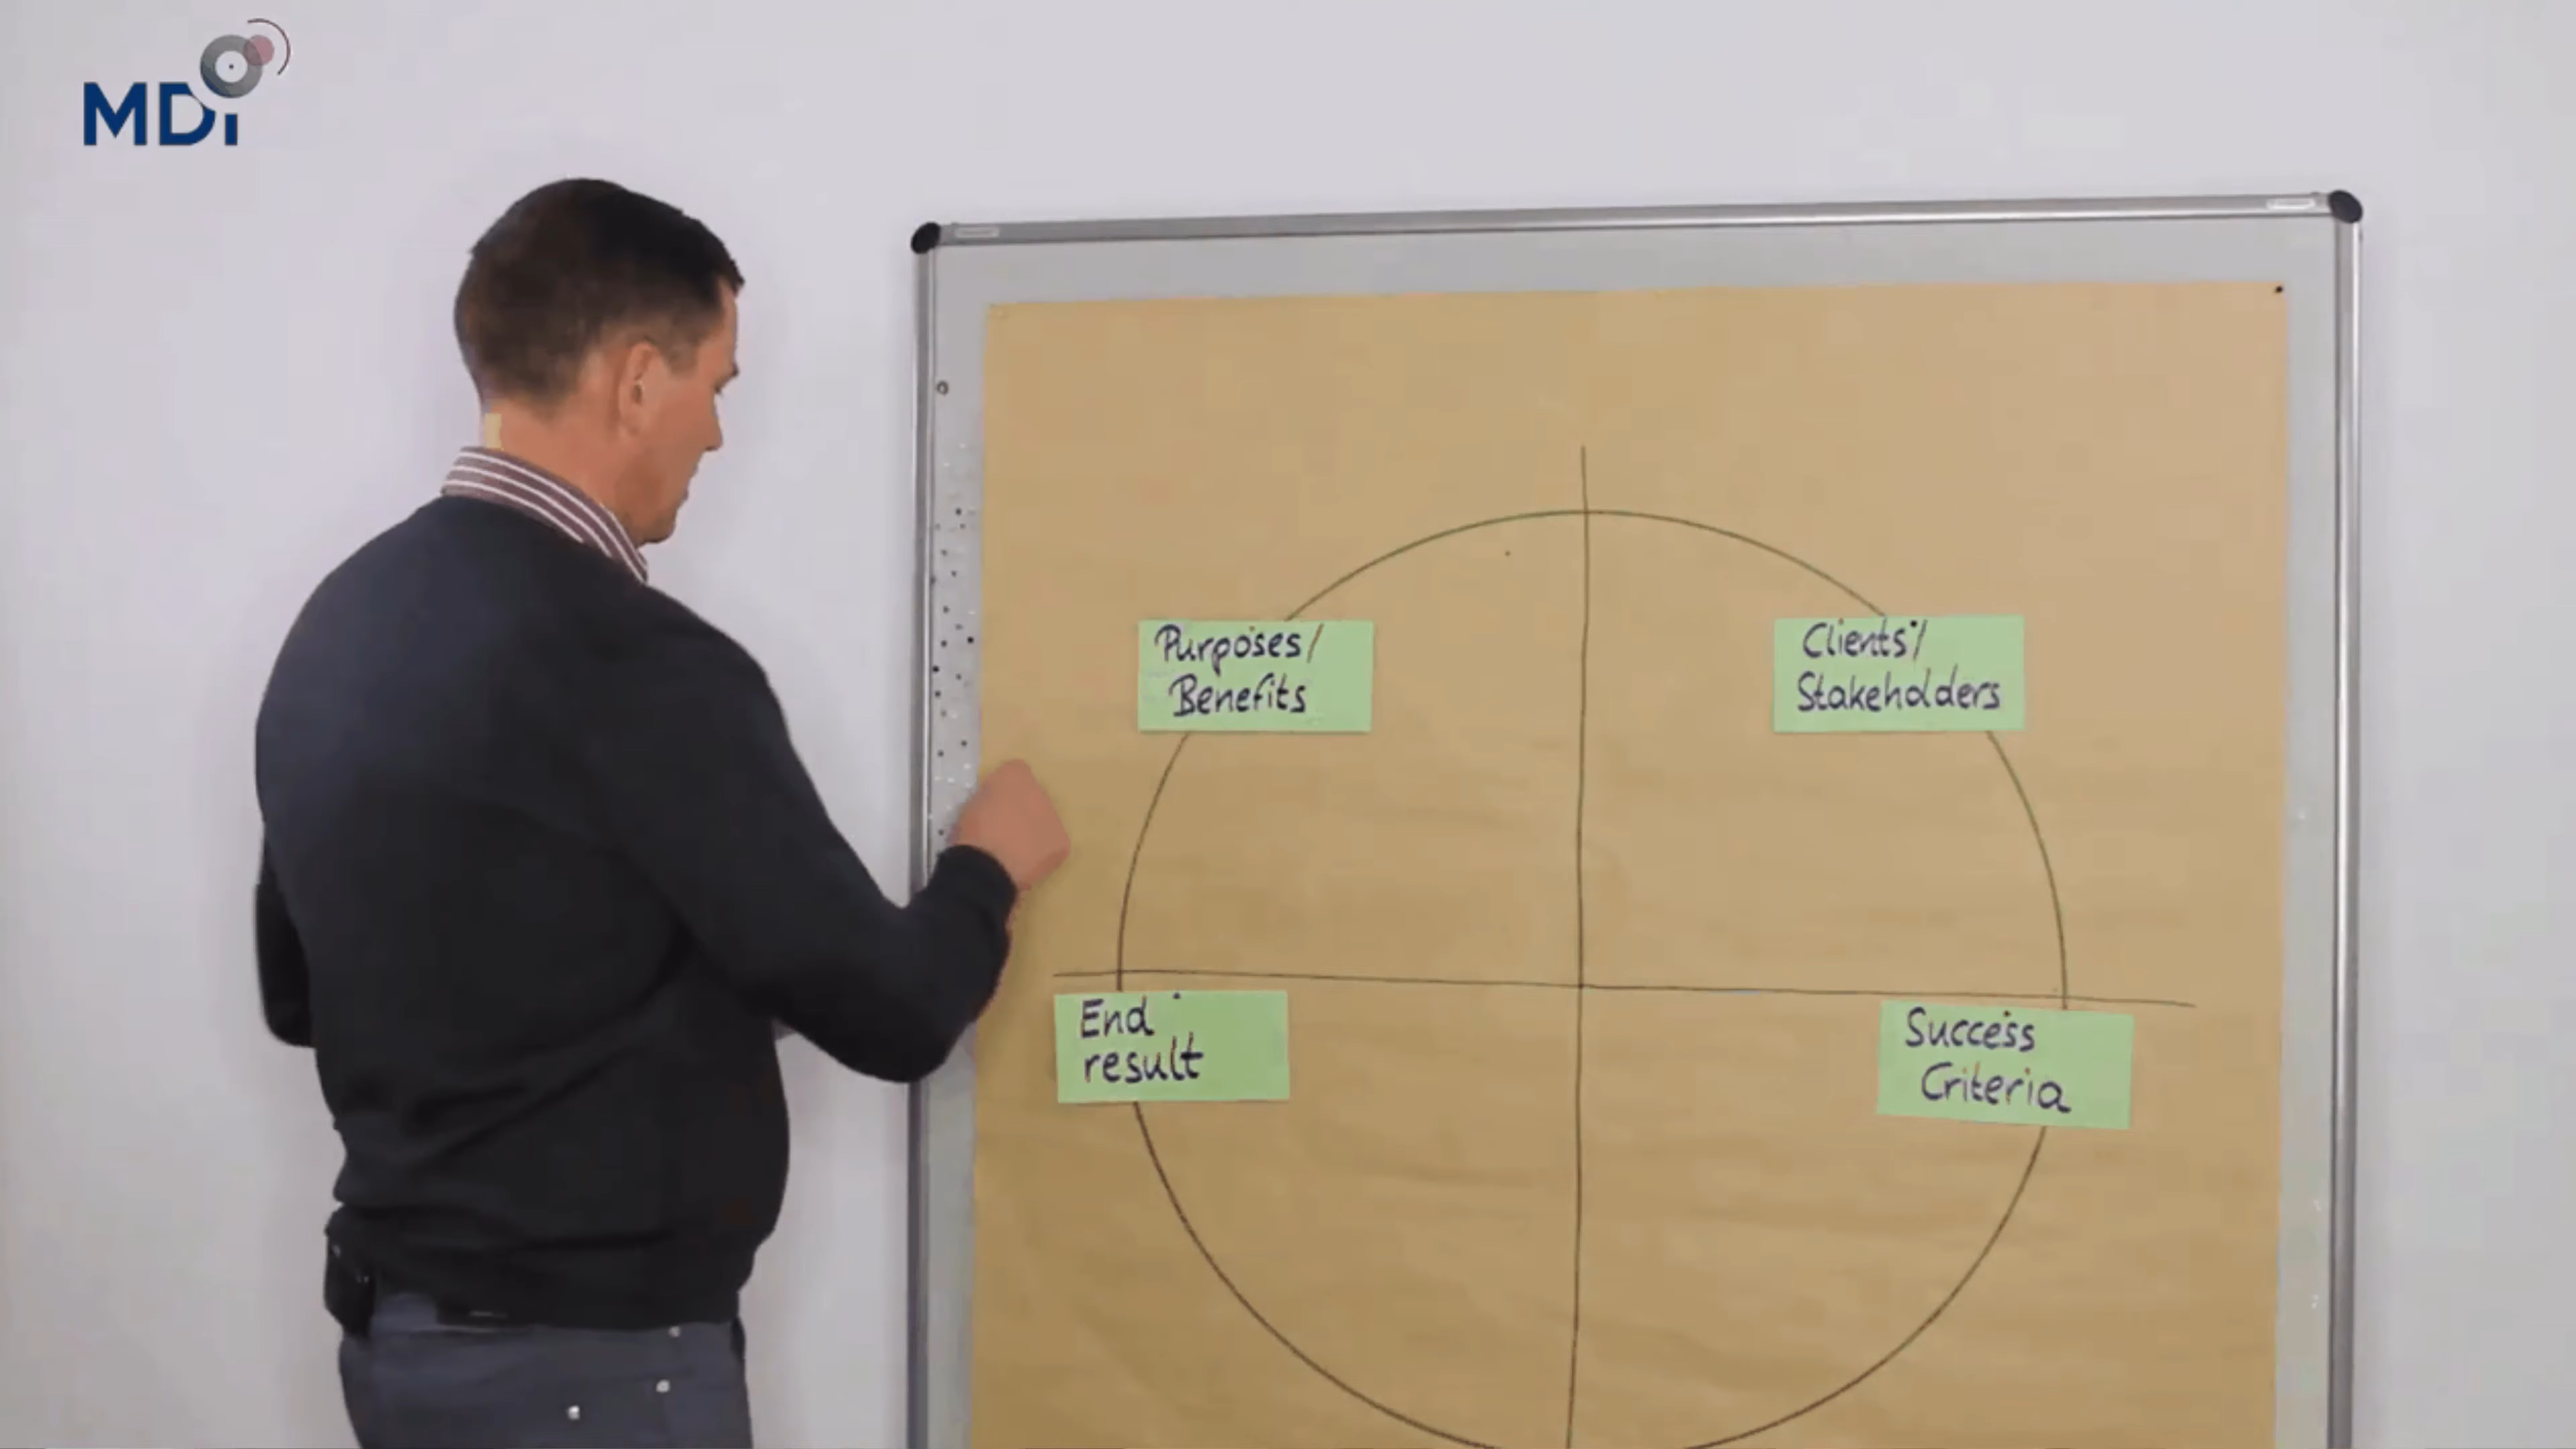 MDi
Purposes/
Benefits
Clients/
Stakeholders
End
result
Success
Criteria